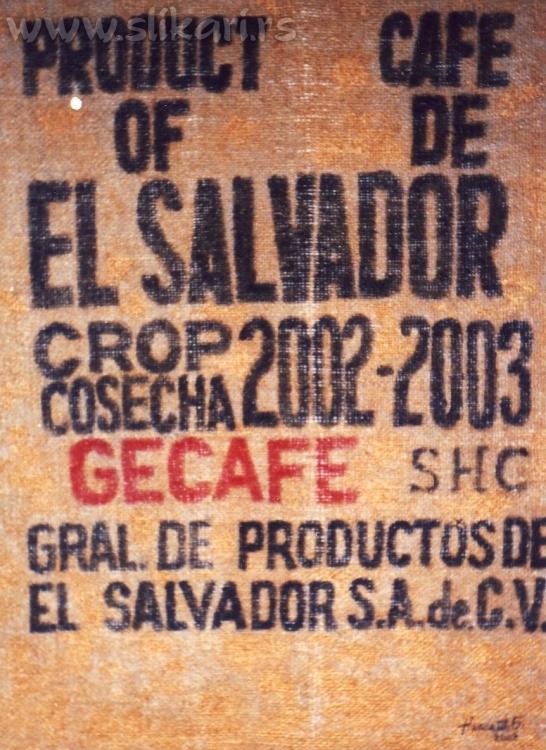 www.slikari.rs
PRODUCT CAFE
OF DE
EL SALVADOR
CROP
COSECHA 2002-2003
GECAFE SHC
GRAL. DE PRODUCTOS DE
EL SALVADOR S.A. de C.V.